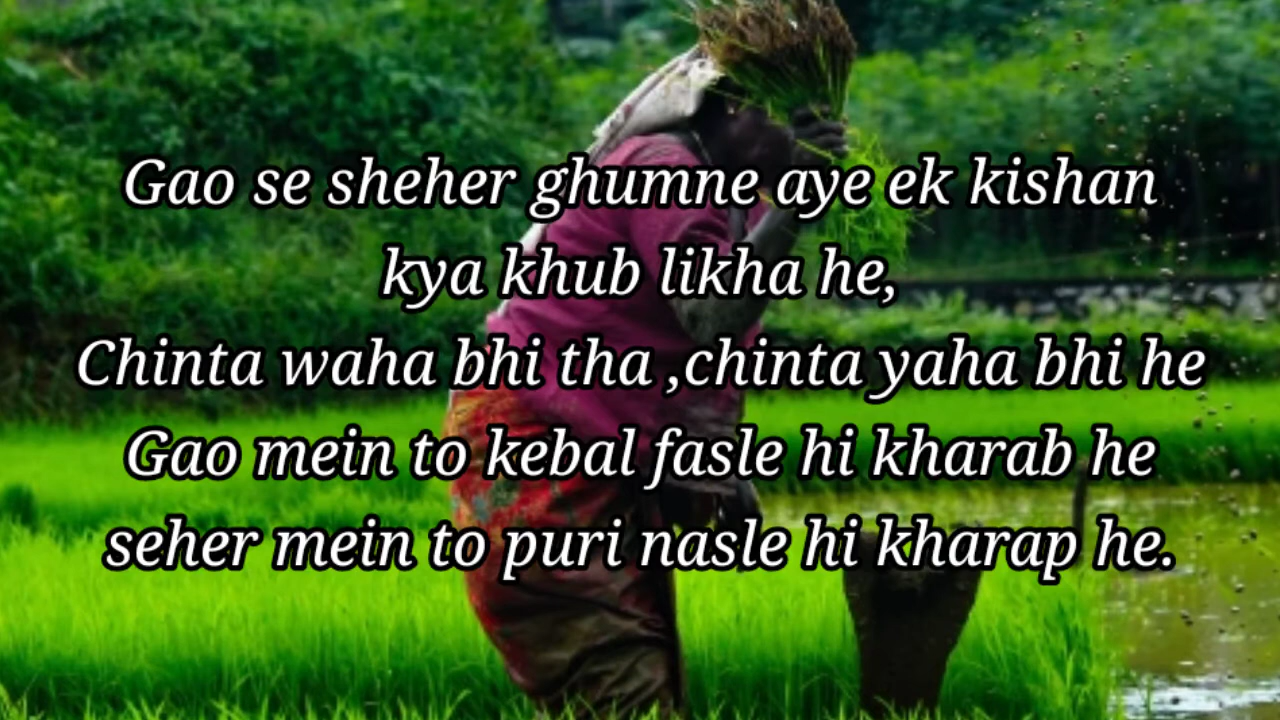 Gao se sheher ghumne aye ek kishan
kya khub likha he,
Chinta waha bhi tha ,chinta yaha bhi he
Gao mein to kebal fasle hi kharab he
seher mein to puri nasle hi kharap he.